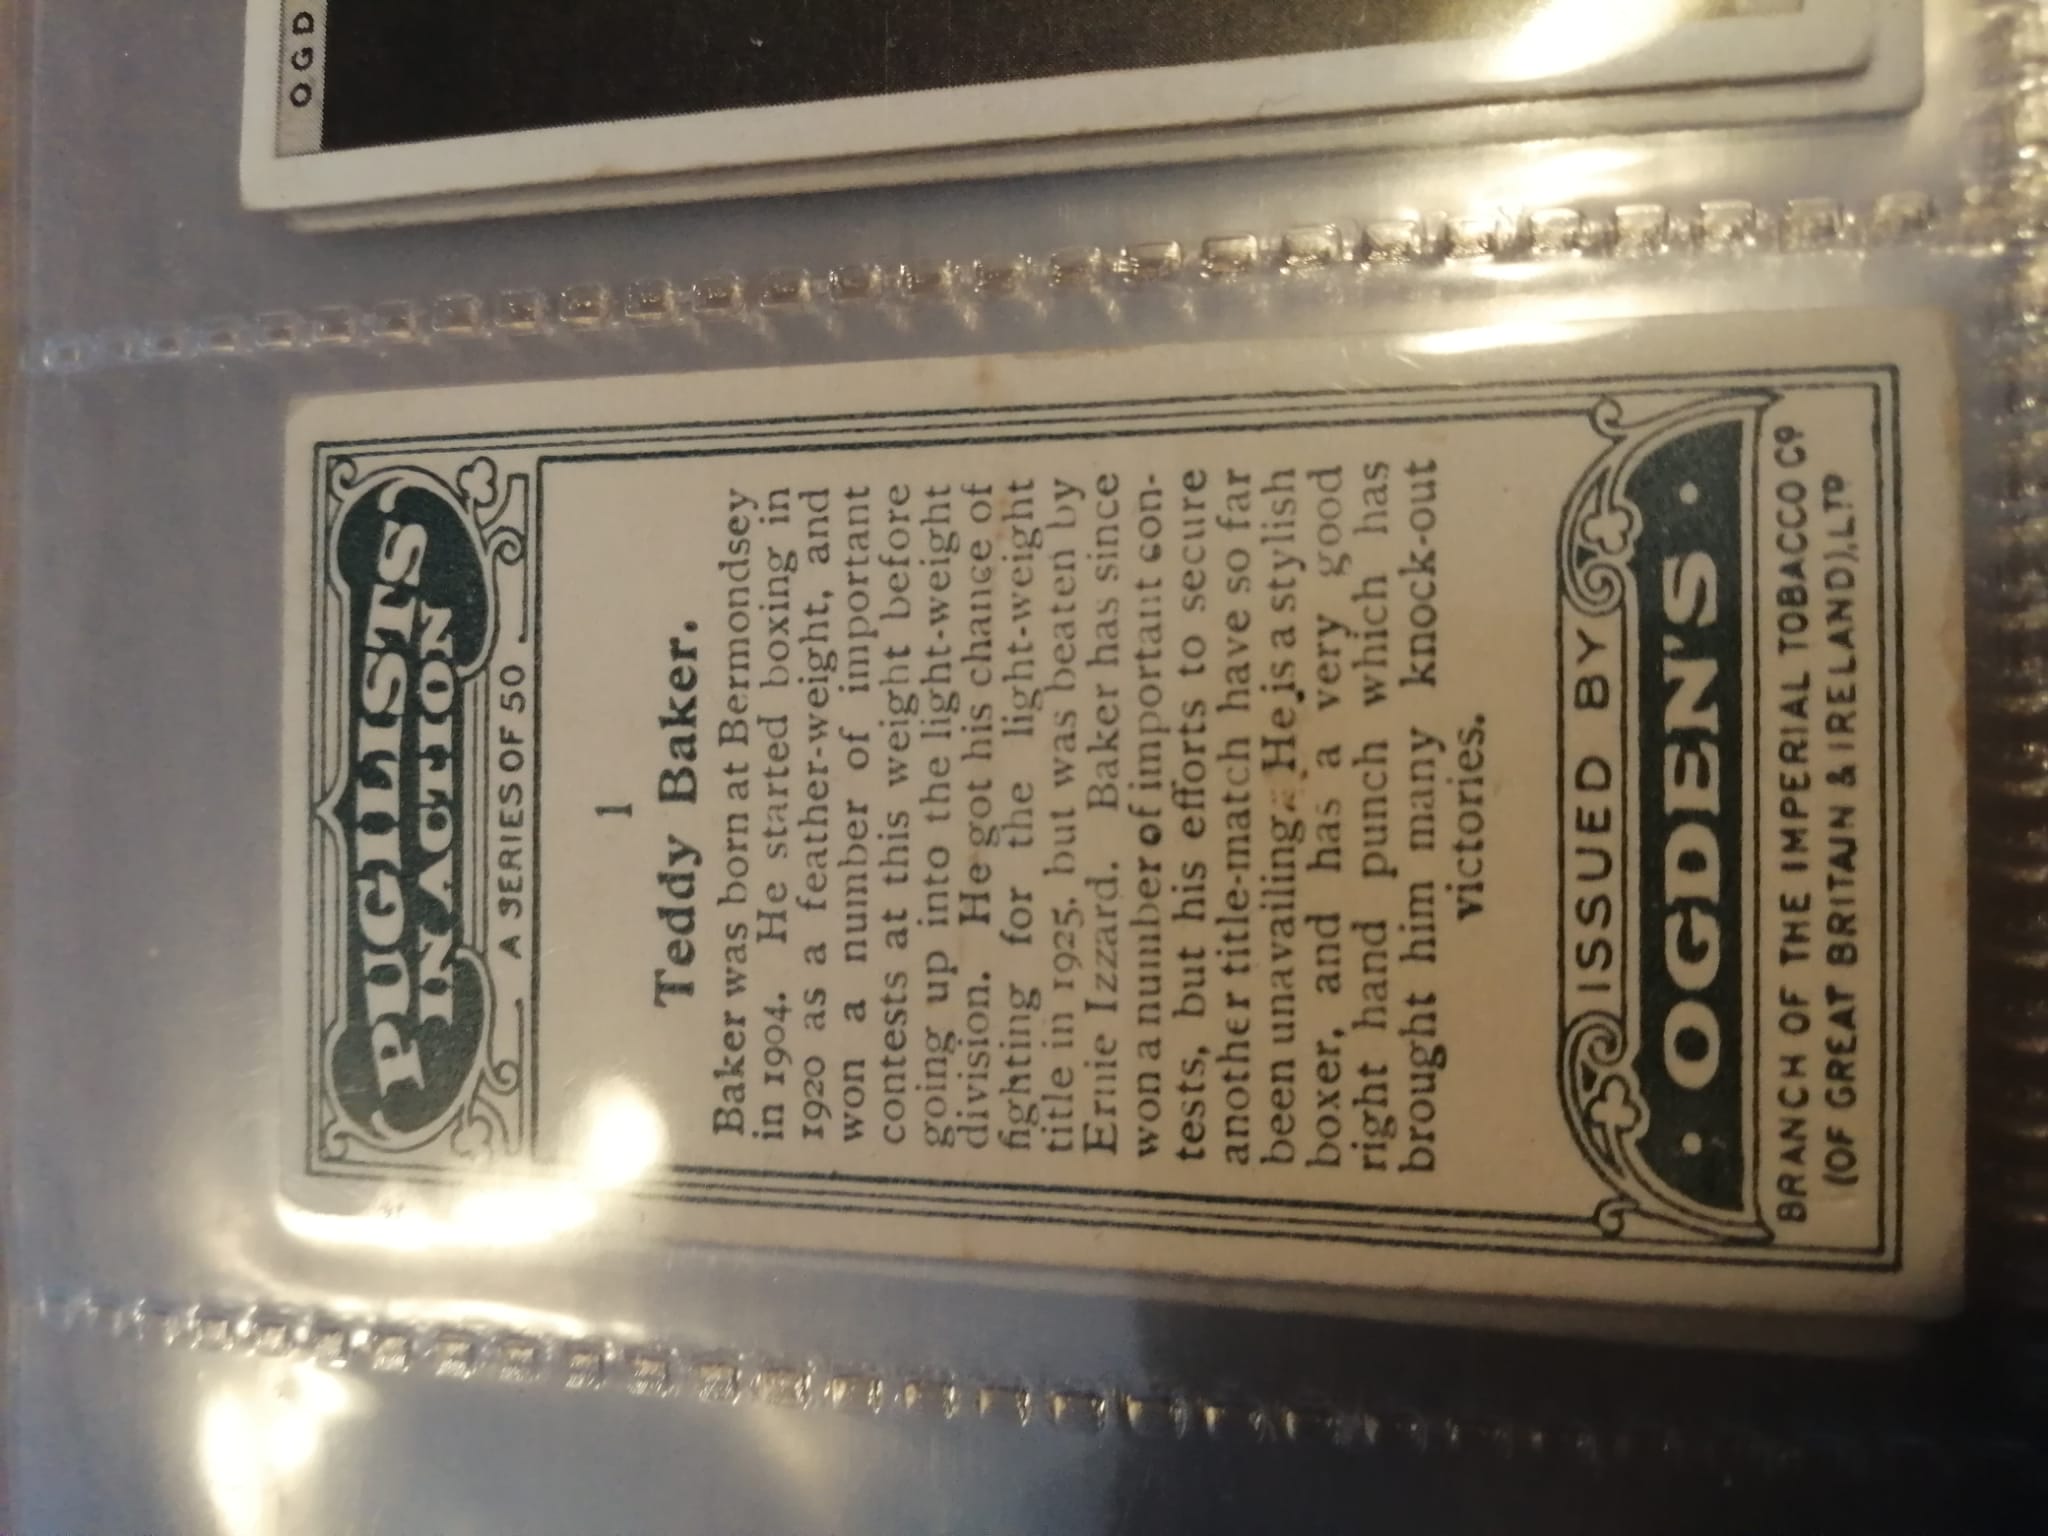 OGD
PUGILISTS
IN ACTION
A SERIES OF 50
1
Teddy Baker.
Baker was born at Bermondsey
in 1904. He started boxing in
1920 as a feather-weight, and
won a number of important
contests at this weight before
going up into the light-weight
division. He got his chance of
fighting for the light-weight
title in 1925, but was beaten by
Ernie Izzard. Baker has since
won a number of important con-
tests, but his efforts to secure
another title-match have so far
been unavailing. He is a stylish
boxer, and has a very good
right hand punch which has
brought him many knock-out
victories.
ISSUED BY
· OGDEN'S ·
BRANCH OF THE IMPERIAL TOBACCO Co
(OF GREAT BRITAIN & IRELAND), LTD